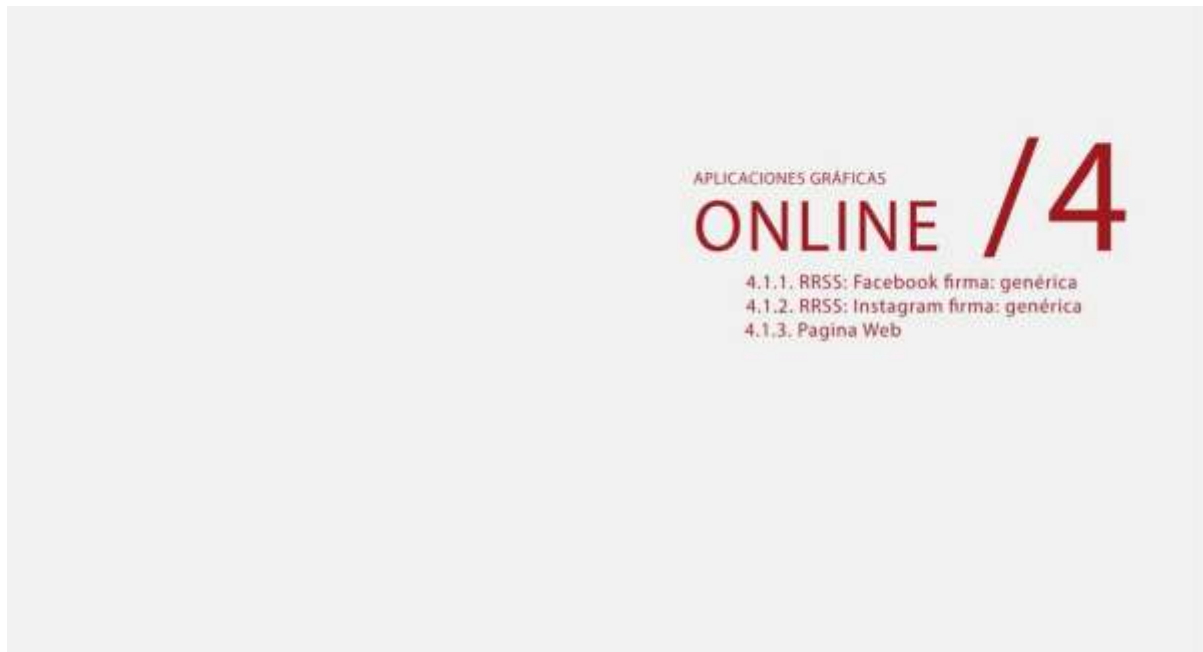 APLICACIONES GRÁFICAS
ONLINE /4
4.1.1. RRSS: Facebook firma: genérica
4.1.2. RRSS: Instagram firma: genérica
4.1.3. Pagina Web